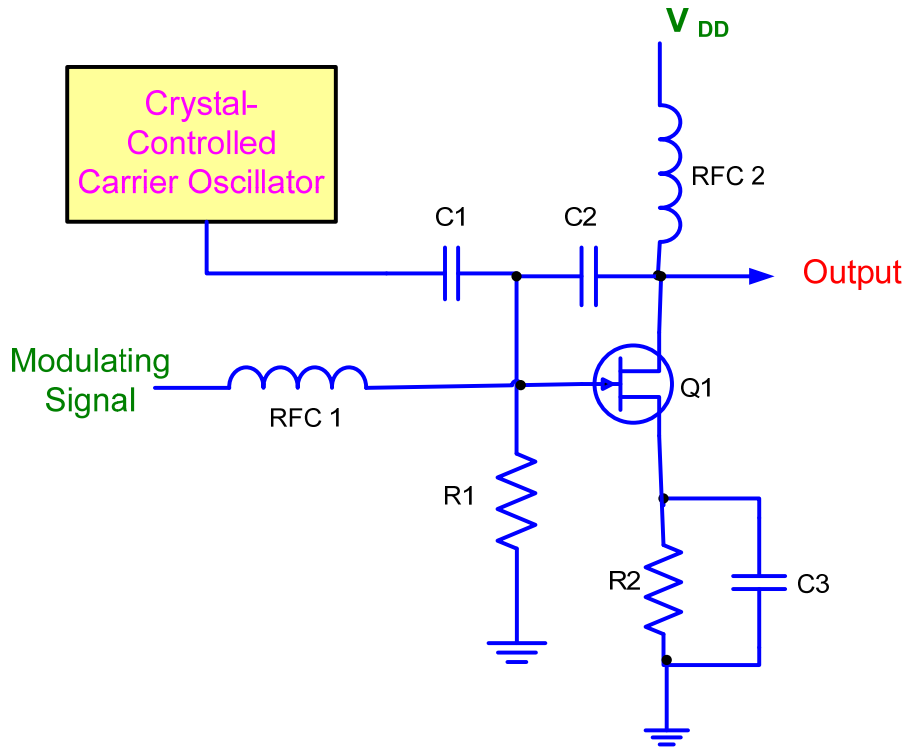 V DD
Crystal-
Controlled
Carrier Oscillator
RFC 2
C1
C2
Output
Modulating
Signal
RFC 1
Q1
R1
R2
C3